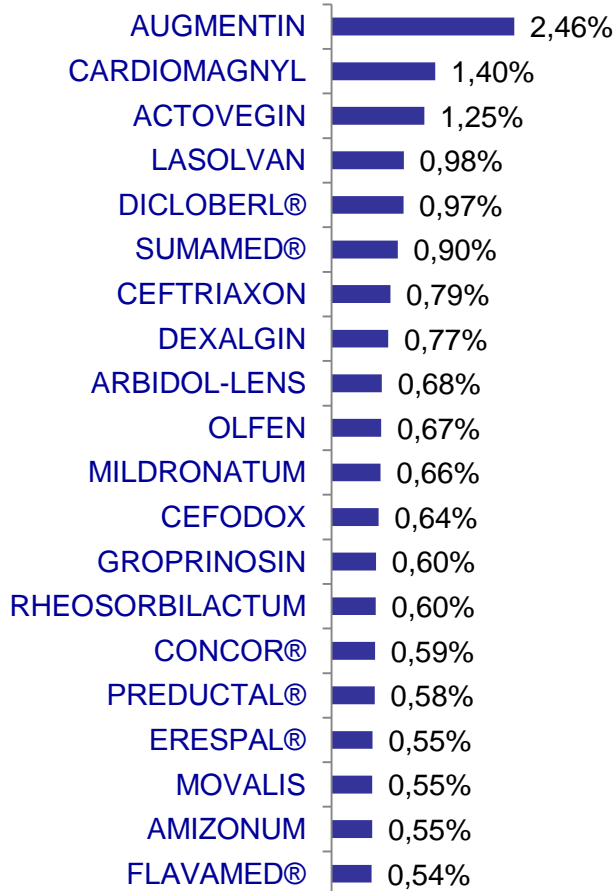 AUGMENTIN 2,46%
CARDIOMAGNYL 1,40%
ACTOVEGIN 1,25%
LASOLVAN 0,98%
DICLOBERL® 0,97%
SUMAMED® 0,90%
CEFTRIAXON 0,79%
DEXALGIN 0,77%
ARBIDOL-LENS 0,68%
OLFEN 0,67%
MILDRONATUM 0,66%
CEFODOX 0,64%
GROPRINOSIN 0,60%
RHEOSORBILACTUM 0,60%
CONCOR® 0,59%
PREDUCTAL® 0,58%
ERESPAL® 0,55%
MOVALIS 0,55%
AMIZONUM 0,55%
FLAVAMED® 0,54%